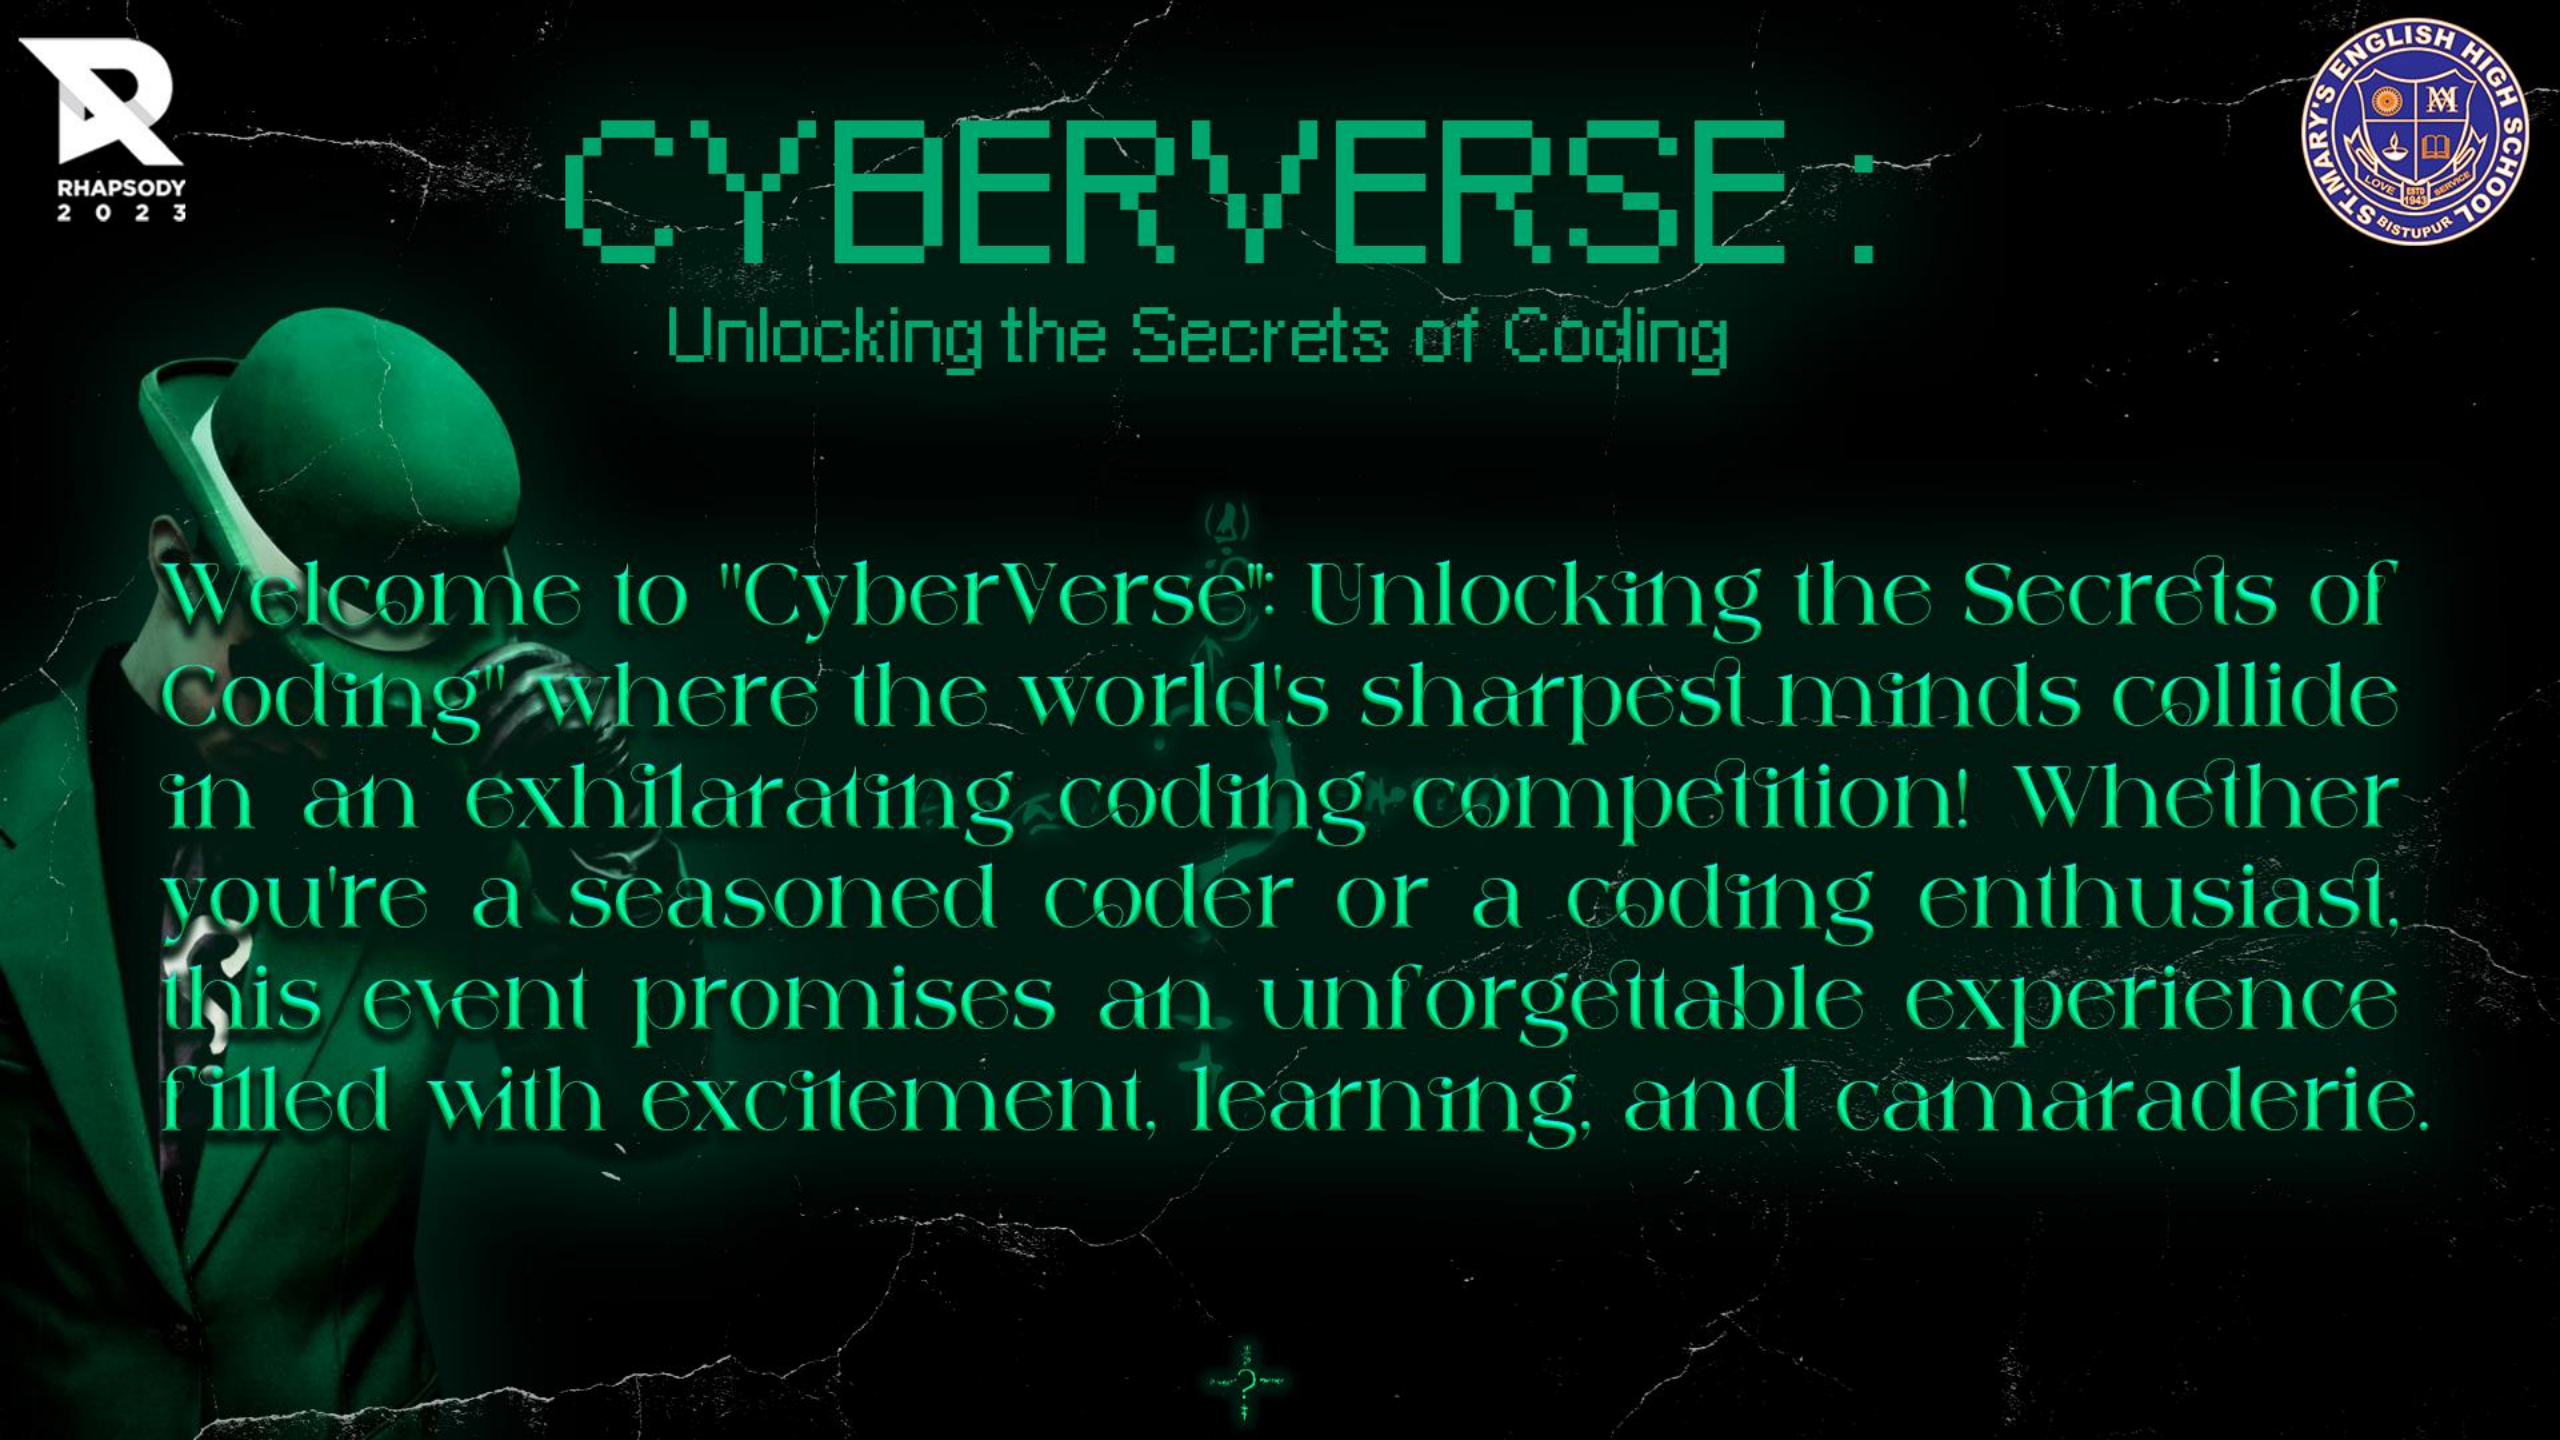 RHAPSODY
2 0 2 3
ST. MARY'S ENGLISH HIGH SCHOOL
BISTUPUR
LOVE
ESTD
1943
SERVICE
CYBERVERSE :
Unlocking the Secrets of Coding
Welcome to "CyberVerse": Unlocking the Secrets of
Coding" where the world's sharpest minds collide
in an exhilarating coding competition! Whether
you're a seasoned coder or a coding enthusiast,
this event promises an unforgettable experience
filled with excitement, learning, and camaraderie.
?